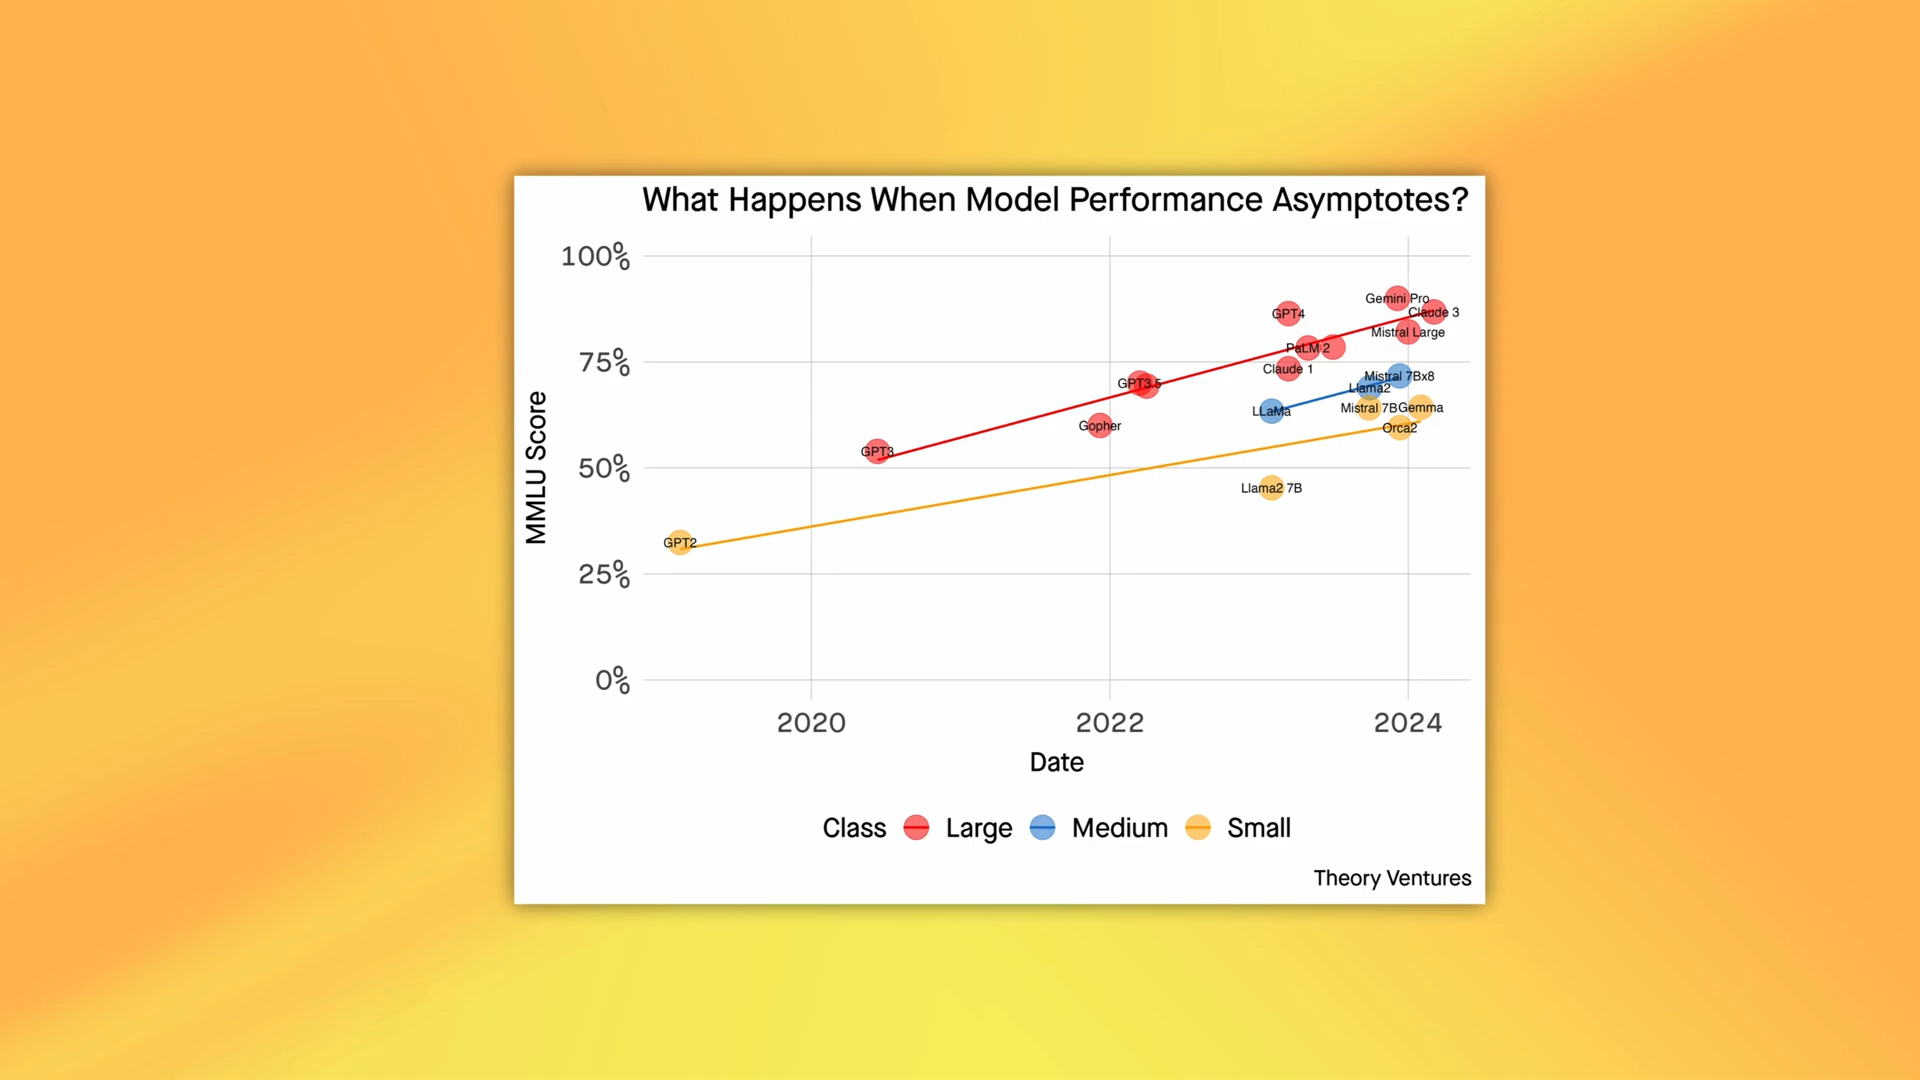 What Happens When Model Performance Asymptotes?
100%
75%
50%
25%
0%
MMLU Score
Gemini Pro
GPT4
Claude 3
Mistral Large
PaLM 2
Claude 1
Mistral 7Bx8
GPT3.5
Llama2
LLaMa
Mistral 7B
Gemma
Gopher
Orca2
GPT3
Llama2 7B
GPT2
2020
2022
2024
Date
Class Large Medium Small
Theory Ventures